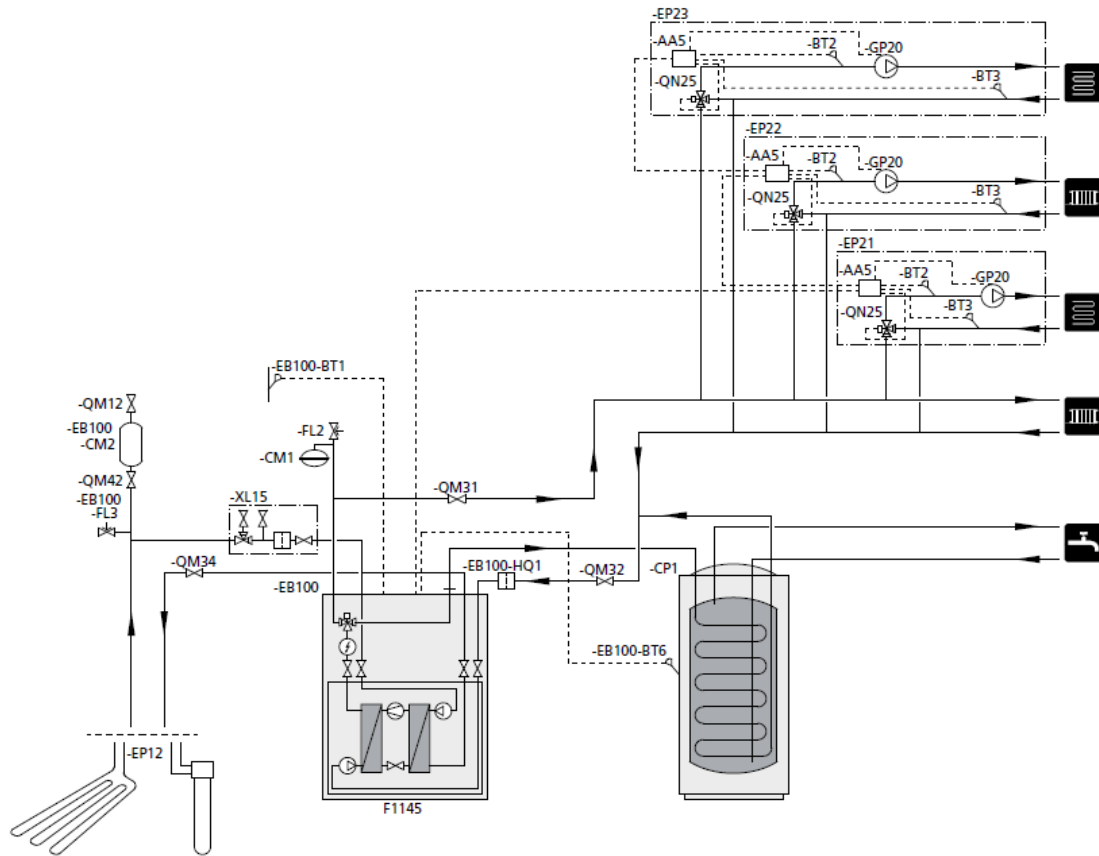 -EP23
-AA5
-BT2
-GP20
-QN25
-BT3
-EP22
-AA5
-BT2
-GP20
-QN25
-BT3
-EP21
-AA5
-BT2
-GP20
-QN25
-BT3
-EB100-BT1
-QM12
-EB100
-CM2
-FL2
-CM1
-QM42
-EB100
-FL3
-XL15
-QM31
-QM34
-EB100
-EB100-HQ1
-QM32
-CP1
-EB100-BT6
-EP12
F1145